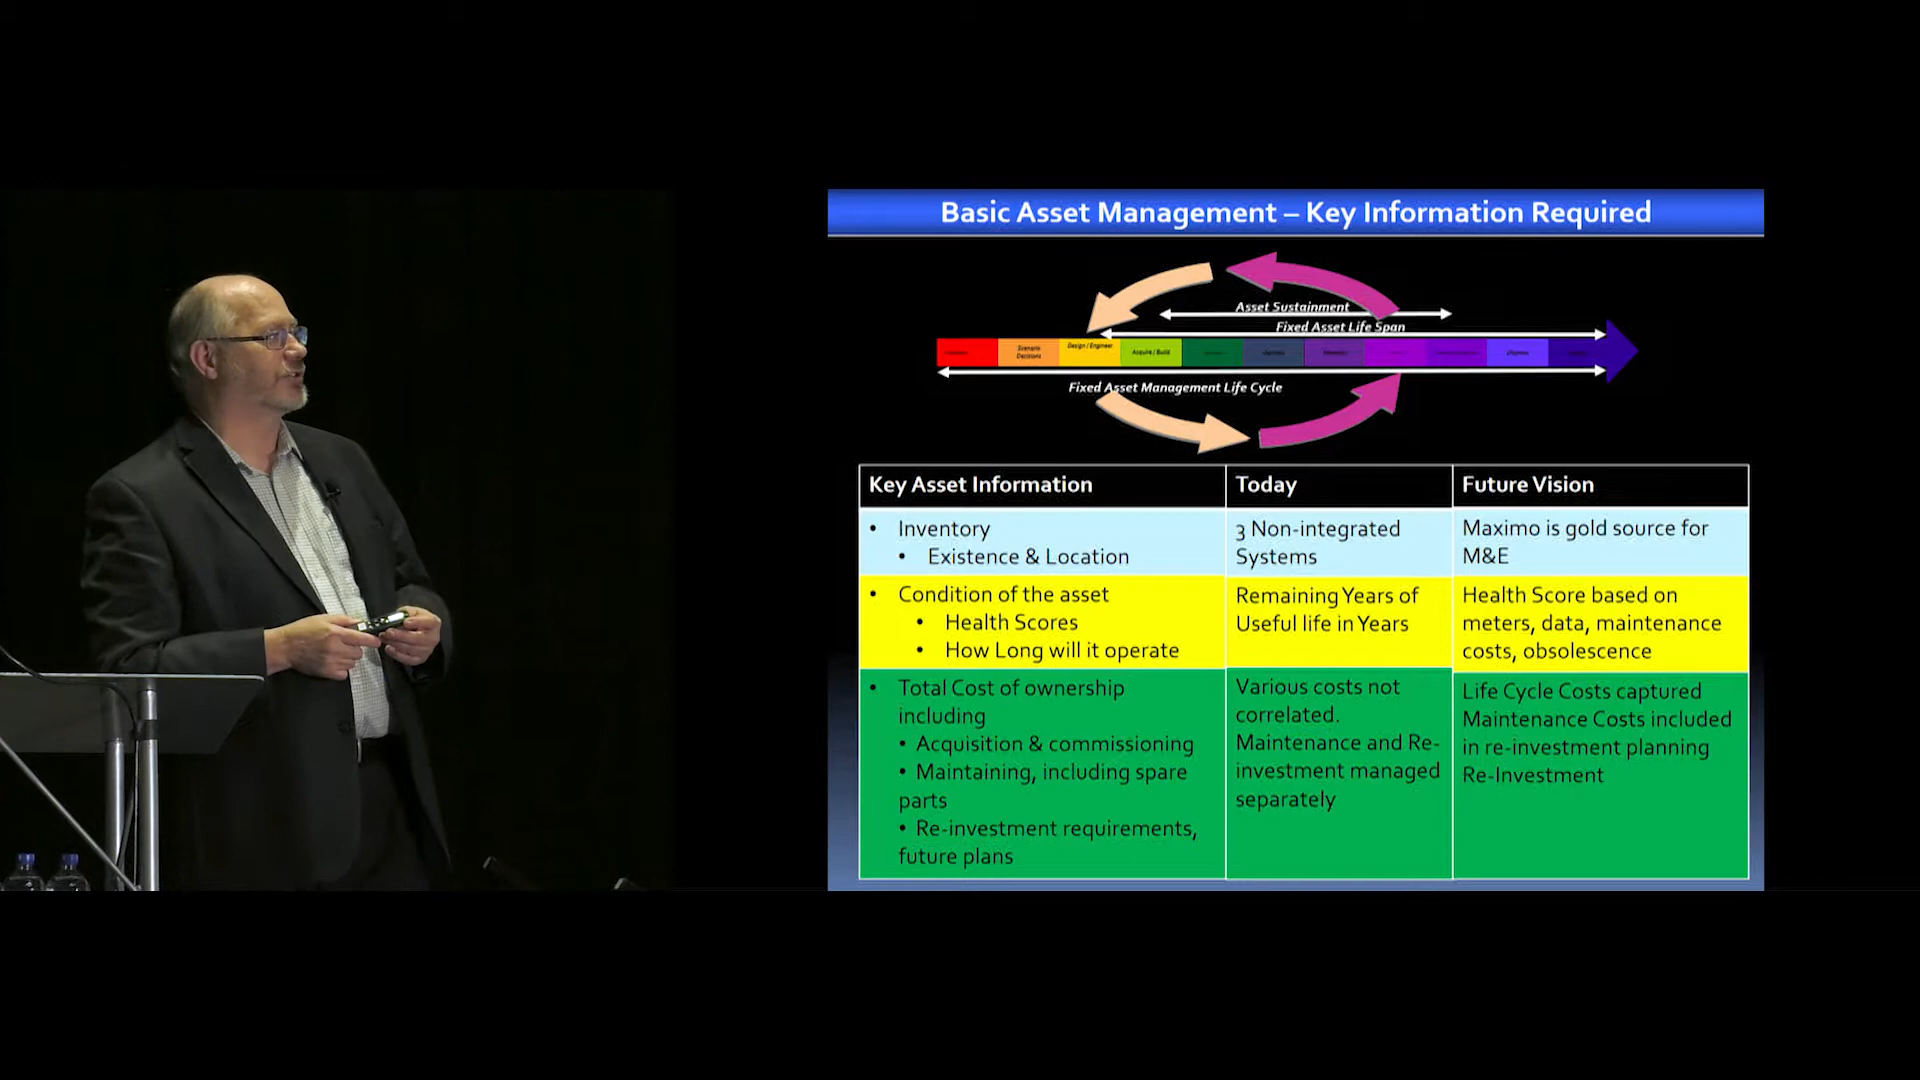 Basic Asset Management – Key Information Required
Asset Sustainment
Fixed Asset Life Span
Scenario
Decisions
Design / Engineer
Acquire / Build
Dispose
Fixed Asset Management Life Cycle
Key Asset Information
Today
Future Vision
• Inventory
• Existence & Location
3 Non-integrated
Systems
Maximo is gold source for
M&E
• Condition of the asset
• Health Scores
• How Long will it operate
Remaining Years of
Useful life in Years
Health Score based on
meters, data, maintenance
costs, obsolescence
• Total Cost of ownership
including
• Acquisition & commissioning
• Maintaining, including spare
parts
• Re-investment requirements,
future plans
Various costs not
correlated.
Maintenance and Re-
investment managed
separately
Life Cycle Costs captured
Maintenance Costs included
in re-investment planning
Re-Investment